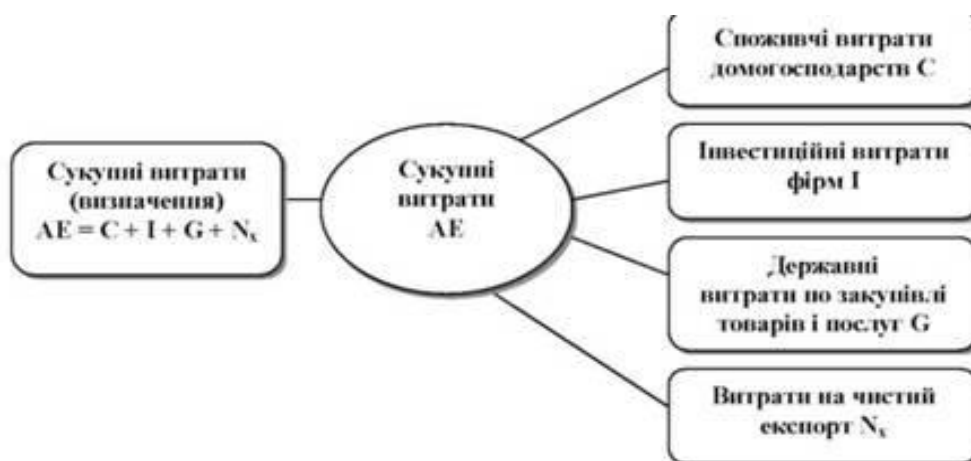 Сукупні витрати
(визначення)
AE = C + I + G + Nₓ
Сукупні
витрати
AE
Споживчі витрати
домогосподарств C
Інвестиційні витрати
фірм I
Державні
витрати по закупівлі
товарів і послуг G
Витрати на чистий
експорт Nₓ